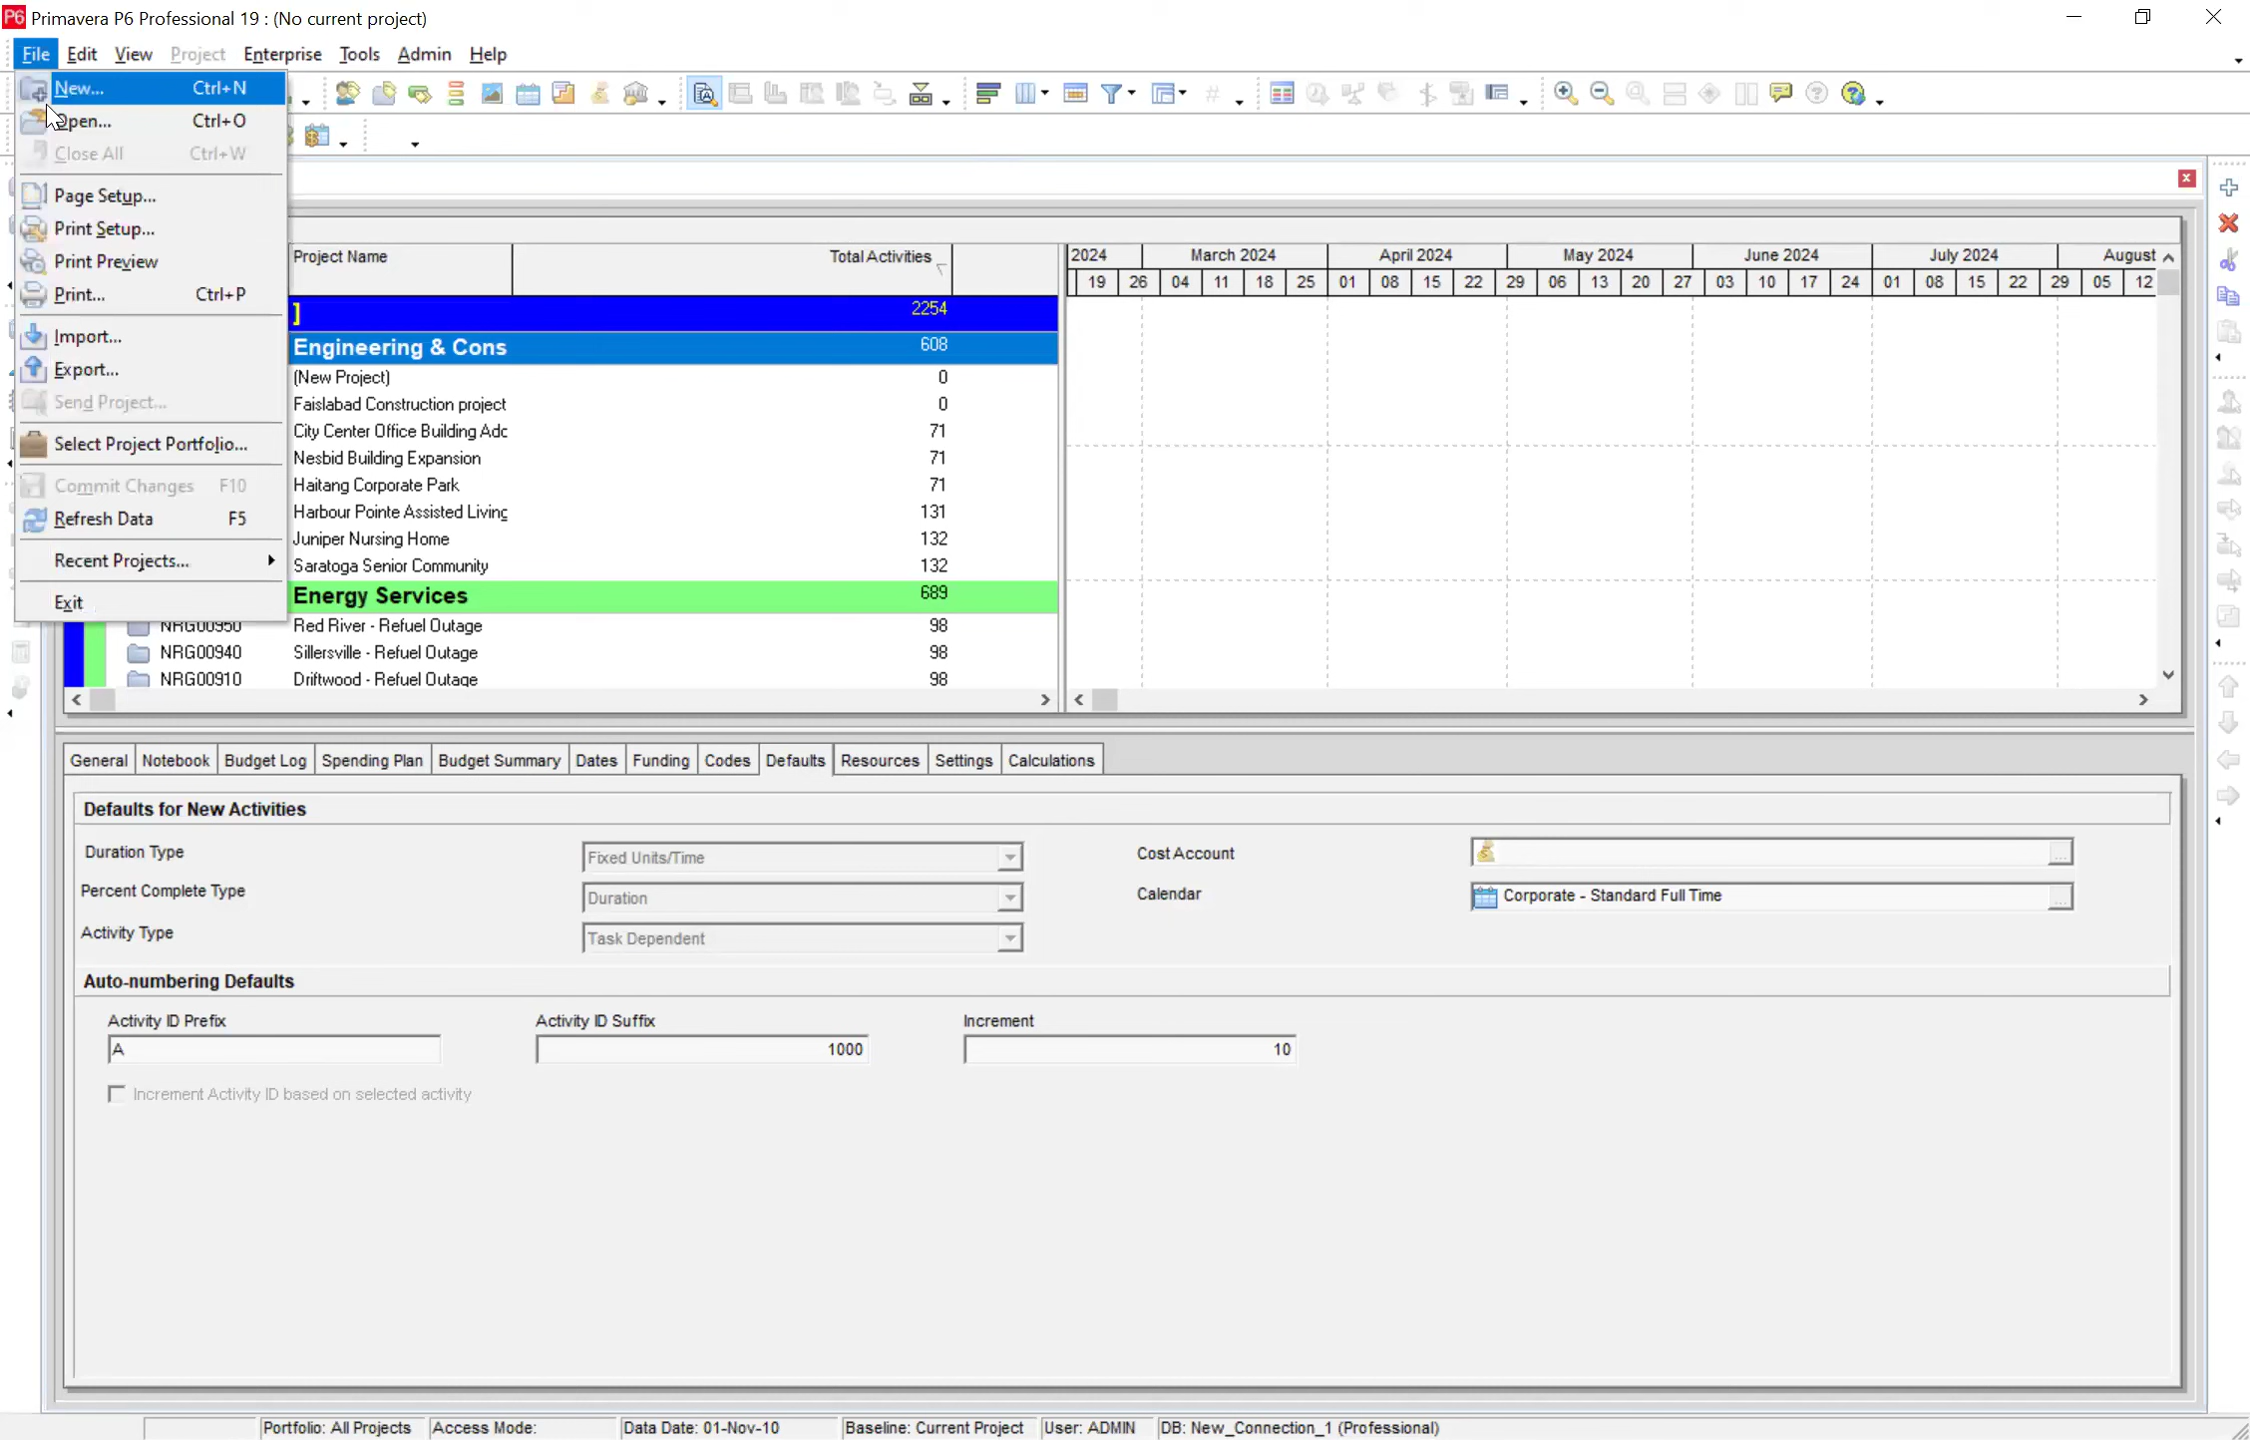 Primavera P6 Professional 19 : (No current project)
File Edit View Project Enterprise Tools Admin Help
New... Ctrl+N
Open... Ctrl+O
Close All Ctrl+W
Page Setup...
Print Setup...
Print Preview
Print... Ctrl+P
Import...
Export...
Send Project...
Select Project Portfolio...
Commit Changes F10
Refresh Data F5
Recent Projects...
Exit
Project Name Total Activities
2024 March 2024 April 2024 May 2024 June 2024 July 2024 August
19 26 04 11 18 25 01 08 15 22 29 06 13 20 27 03 10 17 24 01 08 15 22 29 05 12
] 2254
Engineering & Cons 608
(New Project) 0
Faislabad Construction project 0
City Center Office Building Adc 71
Nesbid Building Expansion 71
Haitang Corporate Park 71
Harbour Pointe Assisted Living 131
Juniper Nursing Home 132
Saratoga Senior Community 132
Energy Services 689
NRG00950 Red River - Refuel Outage 98
NRG00940 Sillersville - Refuel Outage 98
NRG00910 Driftwood - Refuel Outage 98
General Notebook Budget Log Spending Plan Budget Summary Dates Funding Codes Defaults Resources Settings Calculations
Defaults for New Activities
Duration Type Fixed Units/Time Cost Account
Percent Complete Type Duration Calendar Corporate - Standard Full Time
Activity Type Task Dependent
Auto-numbering Defaults
Activity ID Prefix Activity ID Suffix Increment
A 1000 10
Increment Activity ID based on selected activity
Portfolio: All Projects Access Mode: Data Date: 01-Nov-10 Baseline: Current Project User: ADMIN DB: New_Connection_1 (Professional)